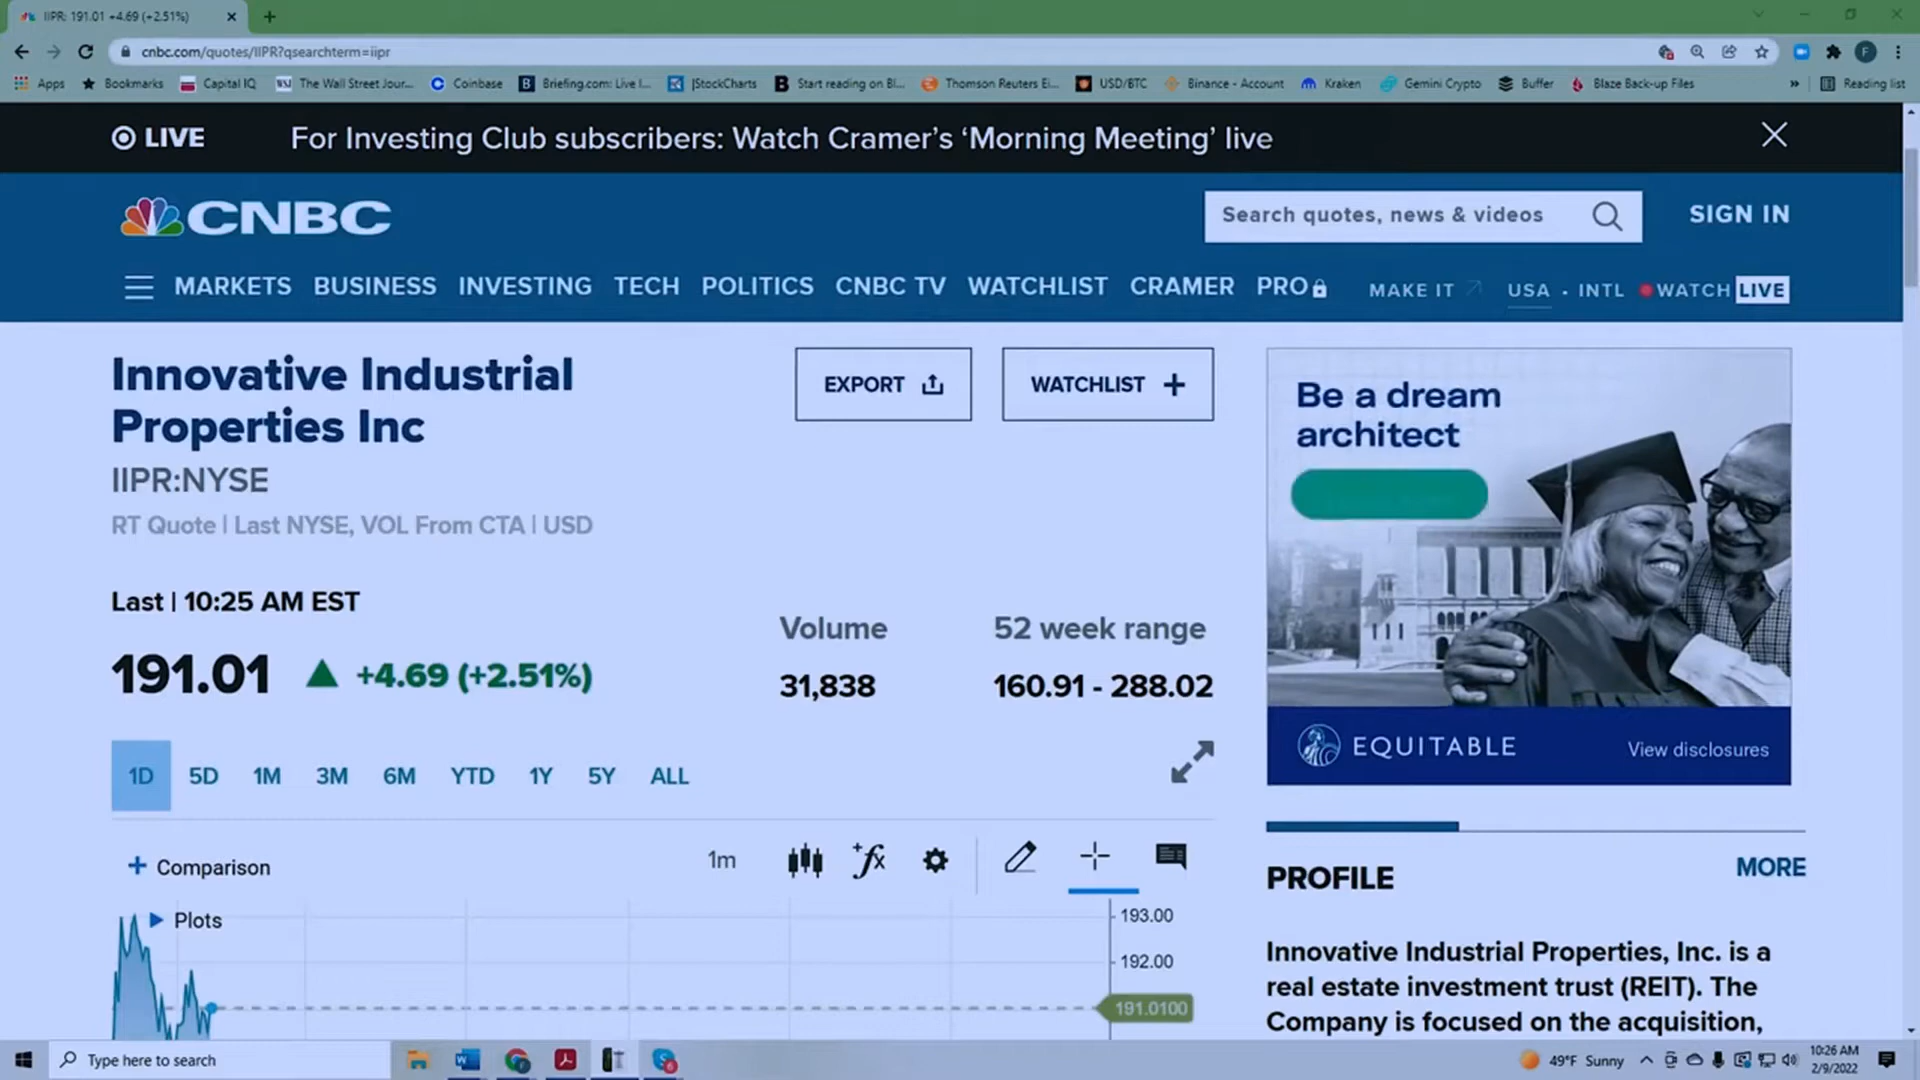 IIPR: 191.01 +4.69 (+2.51%)
cnbc.com/quotes/IIPR?qsearchterm=iipr
Apps Bookmarks Capital IQ The Wall Street Jour... Coinbase Briefing.com: Live I... |StockCharts Start reading on Bl... Thomson Reuters Ei... USD/BTC Binance - Account Kraken Gemini Crypto Buffer Blaze Back-up Files » Reading list
LIVE For Investing Club subscribers: Watch Cramer's ‘Morning Meeting’ live
CNBC
Search quotes, news & videos
SIGN IN
MARKETS BUSINESS INVESTING TECH POLITICS CNBC TV WATCHLIST CRAMER PRO MAKE IT USA • INTL WATCH LIVE
Innovative Industrial
Properties Inc
IIPR:NYSE
RT Quote | Last NYSE, VOL From CTA | USD
EXPORT
WATCHLIST +
Last | 10:25 AM EST
191.01 +4.69 (+2.51%)
Volume
31,838
52 week range
160.91 - 288.02
1D 5D 1M 3M 6M YTD 1Y 5Y ALL
+ Comparison
1m
+fx
Plots
193.00
192.00
191.0100
Be a dream
architect
EQUITABLE
View disclosures
PROFILE
MORE
Innovative Industrial Properties, Inc. is a
real estate investment trust (REIT). The
Company is focused on the acquisition,
Type here to search
49°F Sunny
10:26 AM
2/9/2022